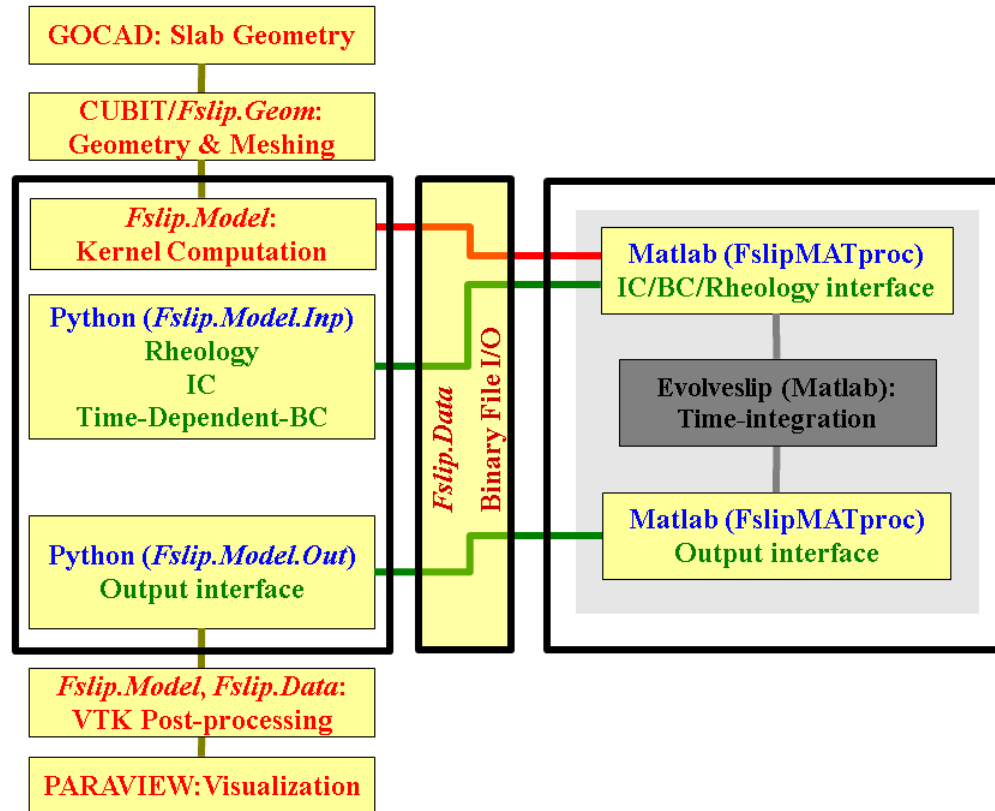 GOCAD: Slab Geometry
CUBIT/Fslip.Geom:
Geometry & Meshing
Fslip.Model:
Kernel Computation
Python (Fslip.Model.Inp)
Rheology
IC
Time-Dependent-BC
Python (Fslip.Model.Out)
Output interface
Fslip.Model, Fslip.Data:
VTK Post-processing
PARAVIEW:Visualization
Fslip.Data
Binary File I/O
Matlab (FslipMATproc)
IC/BC/Rheology interface
Evolveslip (Matlab):
Time-integration
Matlab (FslipMATproc)
Output interface